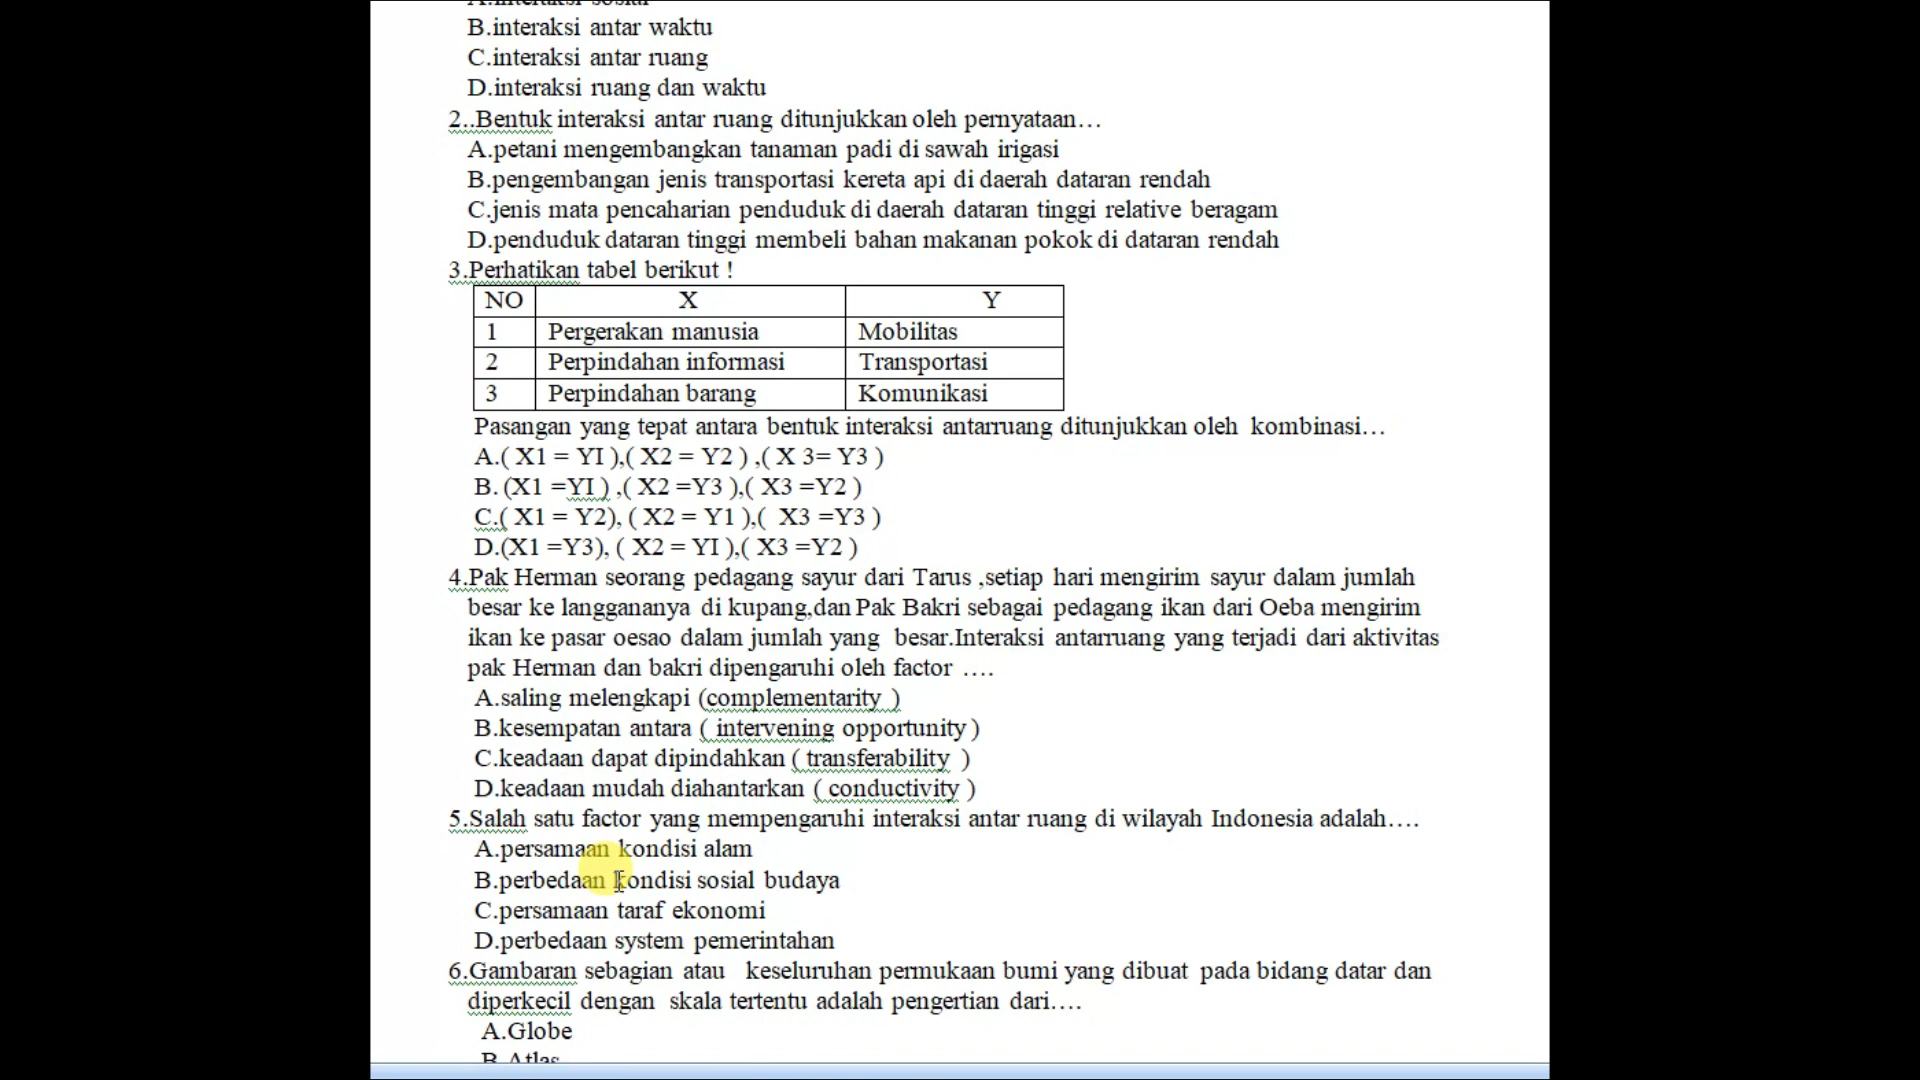 A.interaksi sosial
B.interaksi antar waktu
C.interaksi antar ruang
D.interaksi ruang dan waktu
2..Bentuk interaksi antar ruang ditunjukkan oleh pernyataan…
A.petani mengembangkan tanaman padi di sawah irigasi
B.pengembangan jenis transportasi kereta api di daerah dataran rendah
C.jenis mata pencaharian penduduk di daerah dataran tinggi relative beragam
D.penduduk dataran tinggi membeli bahan makanan pokok di dataran rendah
3.Perhatikan tabel berikut !
NO X Y
1 Pergerakan manusia Mobilitas
2 Perpindahan informasi Transportasi
3 Perpindahan barang Komunikasi
Pasangan yang tepat antara bentuk interaksi antarruang ditunjukkan oleh kombinasi…
A.( X1 = YI ),( X2 = Y2 ) ,( X 3= Y3 )
B. (X1 =YI ) ,( X2 =Y3 ),( X3 =Y2 )
C.( X1 = Y2), ( X2 = Y1 ),( X3 =Y3 )
D.(X1 =Y3), ( X2 = YI ),( X3 =Y2 )
4.Pak Herman seorang pedagang sayur dari Tarus ,setiap hari mengirim sayur dalam jumlah
besar ke langgananya di kupang,dan Pak Bakri sebagai pedagang ikan dari Oeba mengirim
ikan ke pasar oesao dalam jumlah yang besar.Interaksi antarruang yang terjadi dari aktivitas
pak Herman dan bakri dipengaruhi oleh factor ….
A.saling melengkapi (complementarity )
B.kesempatan antara ( intervening opportunity )
C.keadaan dapat dipindahkan ( transferability )
D.keadaan mudah diahantarkan ( conductivity )
5.Salah satu factor yang mempengaruhi interaksi antar ruang di wilayah Indonesia adalah….
A.persamaan kondisi alam
B.perbedaan kondisi sosial budaya
C.persamaan taraf ekonomi
D.perbedaan system pemerintahan
6.Gambaran sebagian atau keseluruhan permukaan bumi yang dibuat pada bidang datar dan
diperkecil dengan skala tertentu adalah pengertian dari….
A.Globe
B.Atlas